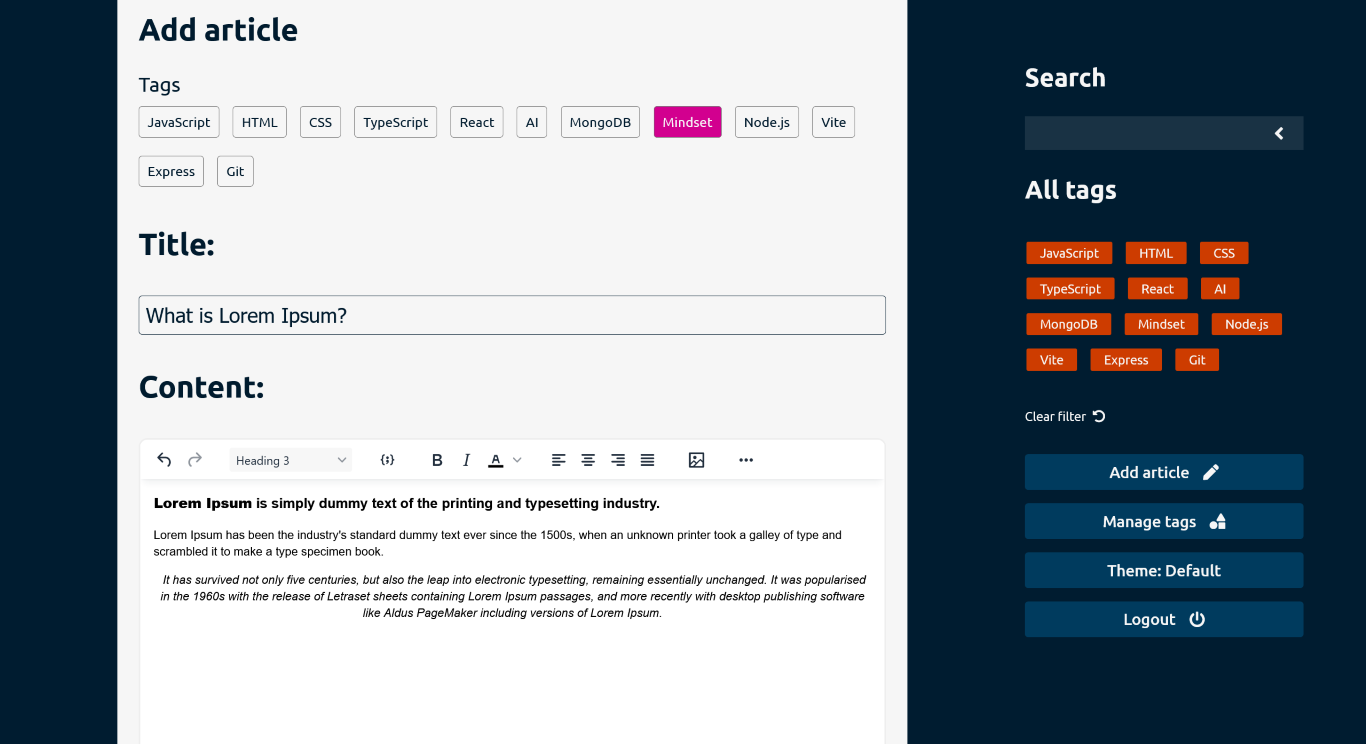 Add article
Tags
JavaScript HTML CSS TypeScript React AI MongoDB Mindset Node.js Vite
Express Git
Title:
What is Lorem Ipsum?
Content:
Heading 3 B I A
Lorem Ipsum is simply dummy text of the printing and typesetting industry.
Lorem Ipsum has been the industry's standard dummy text ever since the 1500s, when an unknown printer took a galley of type and
scrambled it to make a type specimen book.
It has survived not only five centuries, but also the leap into electronic typesetting, remaining essentially unchanged. It was popularised
in the 1960s with the release of Letraset sheets containing Lorem Ipsum passages, and more recently with desktop publishing software
like Aldus PageMaker including versions of Lorem Ipsum.
Search
All tags
JavaScript HTML CSS
TypeScript React AI
MongoDB Mindset Node.js
Vite Express Git
Clear filter
Add article
Manage tags
Theme: Default
Logout